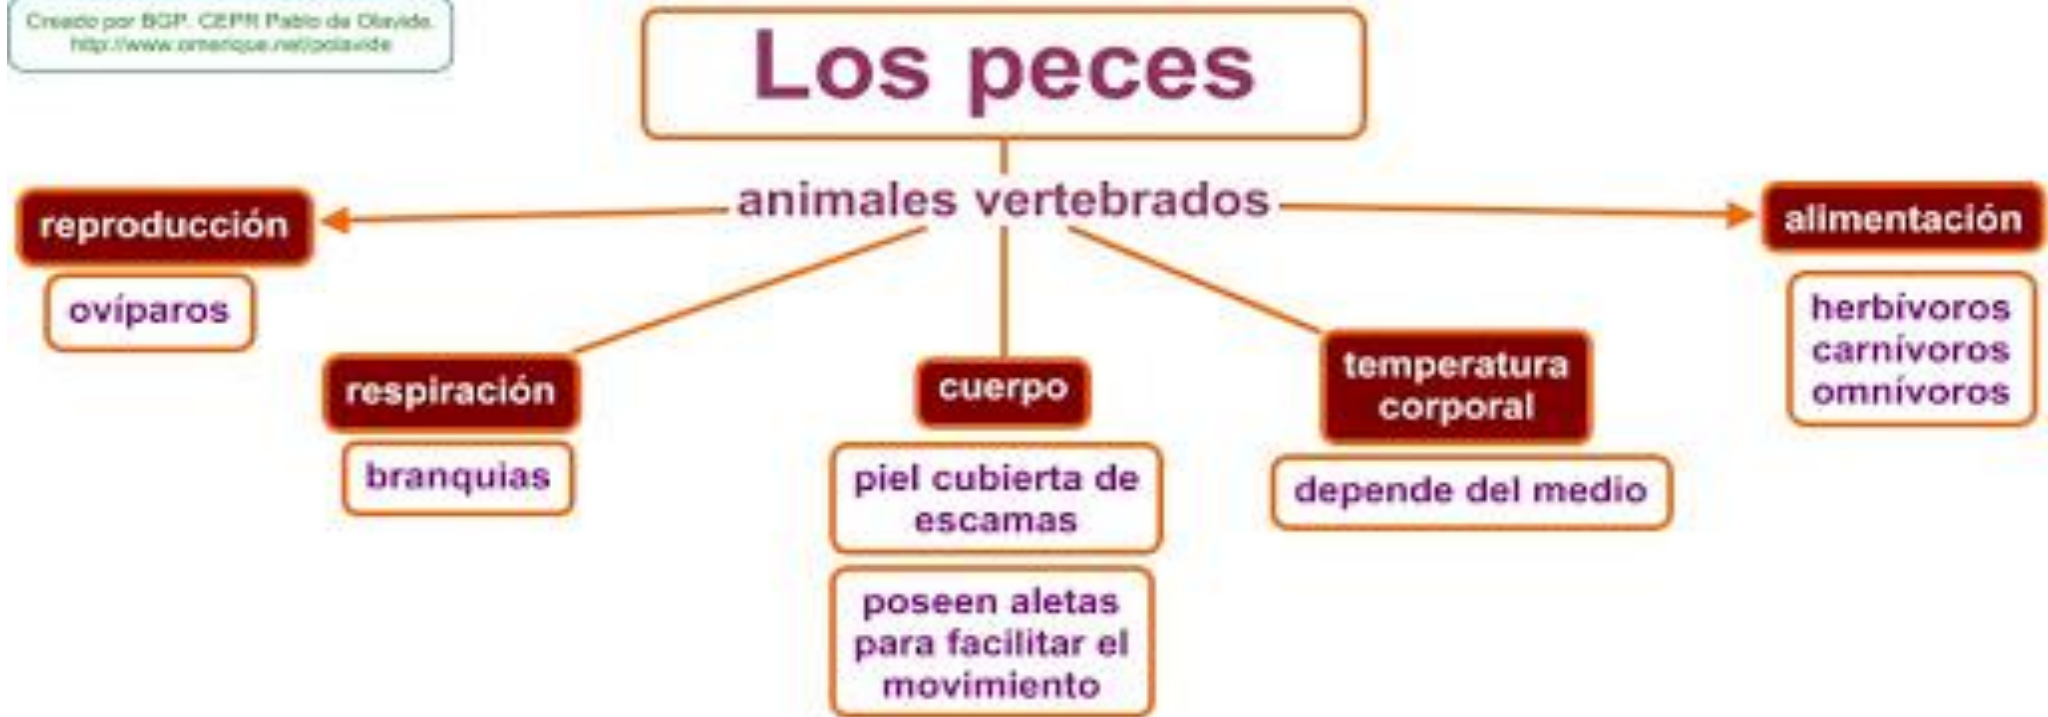 Creado por BGP. CEPR Pablo de Olavide.
http://www.omerique.net/polavide
Los peces
animales vertebrados
reproducción
ovíparos
respiración
branquias
cuerpo
piel cubierta de
escamas
poseen aletas
para facilitar el
movimiento
temperatura
corporal
depende del medio
alimentación
herbívoros
carnívoros
omnívoros